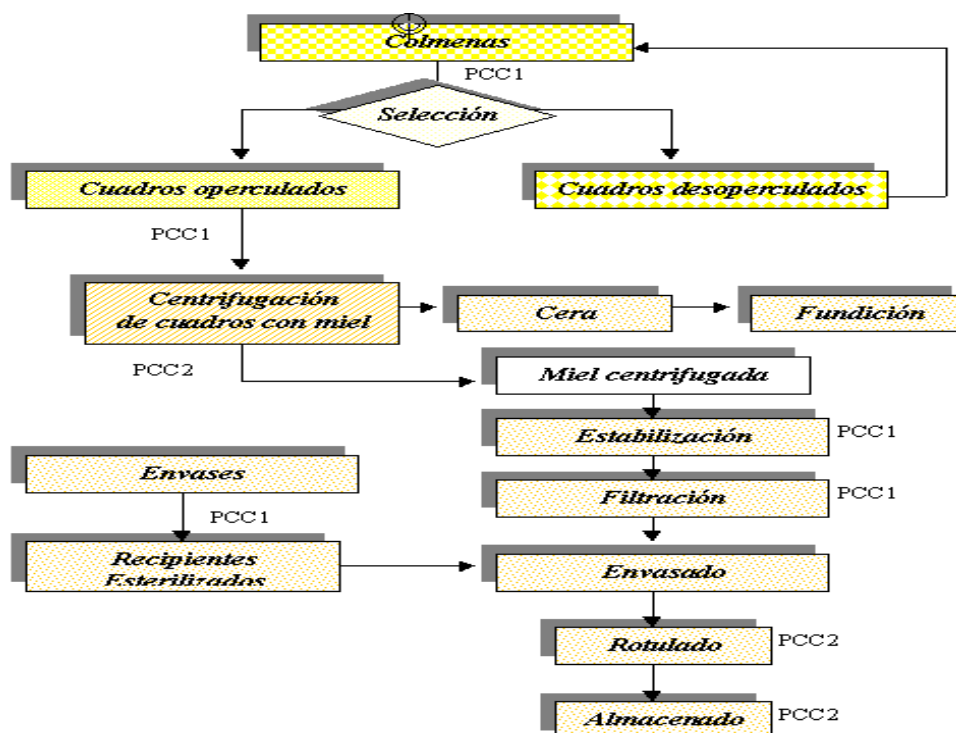 Colmenas
PCC1
Selección
Cuadros operculados
Cuadros desoperculados
PCC1
Centrifugación
de cuadros con miel
Cera
Fundición
PCC2
Miel centrifugada
Estabilización
PCC1
Envases
Filtración
PCC1
PCC1
Recipientes
Esterilizados
Envasado
Rotulado
PCC2
Almacenado
PCC2